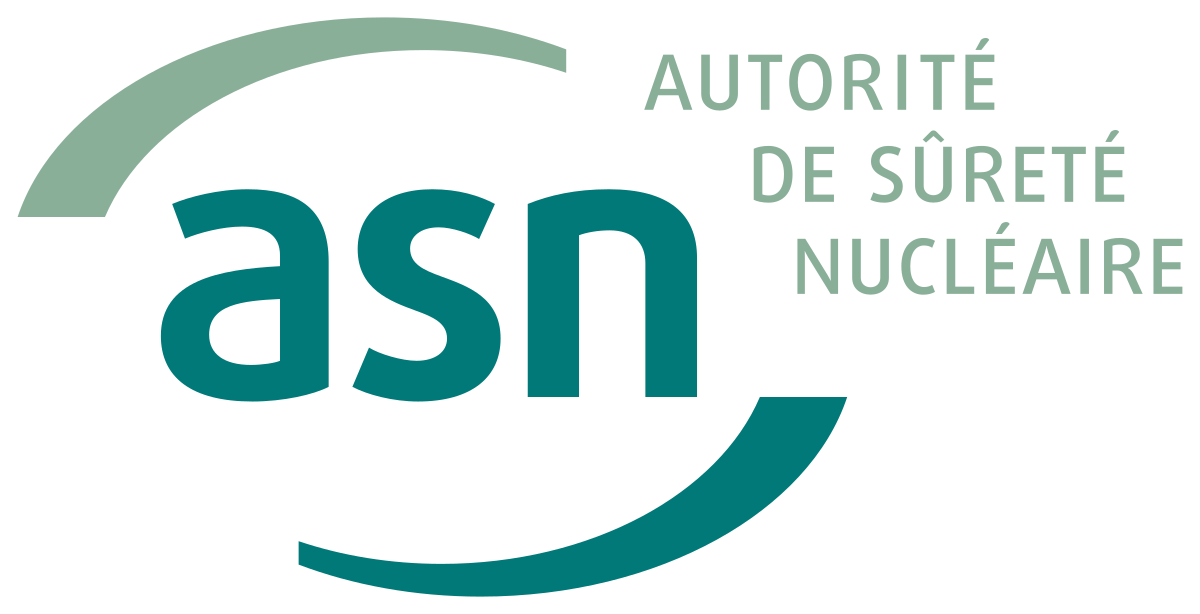 asn
AUTORITÉ
DE SÛRETÉ
NUCLÉAIRE